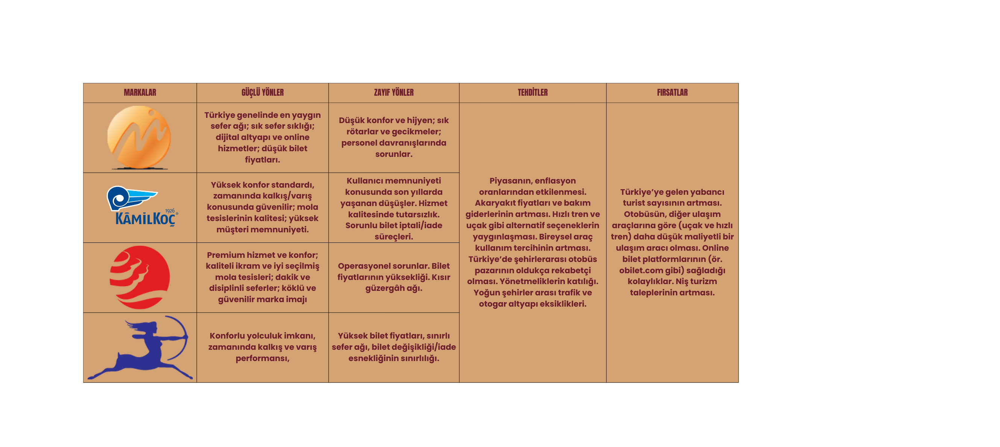 MARKALAR
GÜÇLÜ YÖNLER
ZAYIF YÖNLER
TEHDİTLER
FIRSATLAR
Türkiye genelinde en yaygın
sefer ağı; sık sefer sıklığı;
dijital altyapı ve online
hizmetler; düşük bilet
fiyatları.
Düşük konfor ve hijyen; sık
rötarlar ve gecikmeler;
personel davranışlarında
sorunlar.
1926
KÂMİLKOÇ®
Yüksek konfor standardı,
zamanında kalkış/varış
konusunda güvenilir; mola
tesislerinin kalitesi; yüksek
müşteri memnuniyeti.
Kullanıcı memnuniyeti
konusunda son yıllarda
yaşanan düşüşler. Hizmet
kalitesinde tutarsızlık.
Sorunlu bilet iptali/iade
süreçleri.
Premium hizmet ve konfor;
kaliteli ikram ve iyi seçilmiş
mola tesisleri; dakik ve
disiplinli seferler; köklü ve
güvenilir marka imajı
Operasyonel sorunlar. Bilet
fiyatlarının yüksekliği. Kısır
güzergâh ağı.
Konforlu yolculuk imkanı,
zamanında kalkış ve varış
performansı,
Yüksek bilet fiyatları, sınırlı
sefer ağı, bilet değişikliği/iade
esnekliğinin sınırlılığı.
Piyasanın, enflasyon
oranlarından etkilenmesi.
Akaryakıt fiyatları ve bakım
giderlerinin artması. Hızlı tren ve
uçak gibi alternatif seçeneklerin
yaygınlaşması. Bireysel araç
kullanım tercihinin artması.
Türkiye’de şehirlerarası otobüs
pazarının oldukça rekabetçi
olması. Yönetmeliklerin katılığı.
Yoğun şehirler arası trafik ve
otogar altyapı eksiklikleri.
Türkiye’ye gelen yabancı
turist sayısının artması.
Otobüsün, diğer ulaşım
araçlarına göre (uçak ve hızlı
tren) daha düşük maliyetli bir
ulaşım aracı olması. Online
bilet platformlarının (ör.
obilet.com gibi) sağladığı
kolaylıklar. Niş turizm
taleplerinin artması.